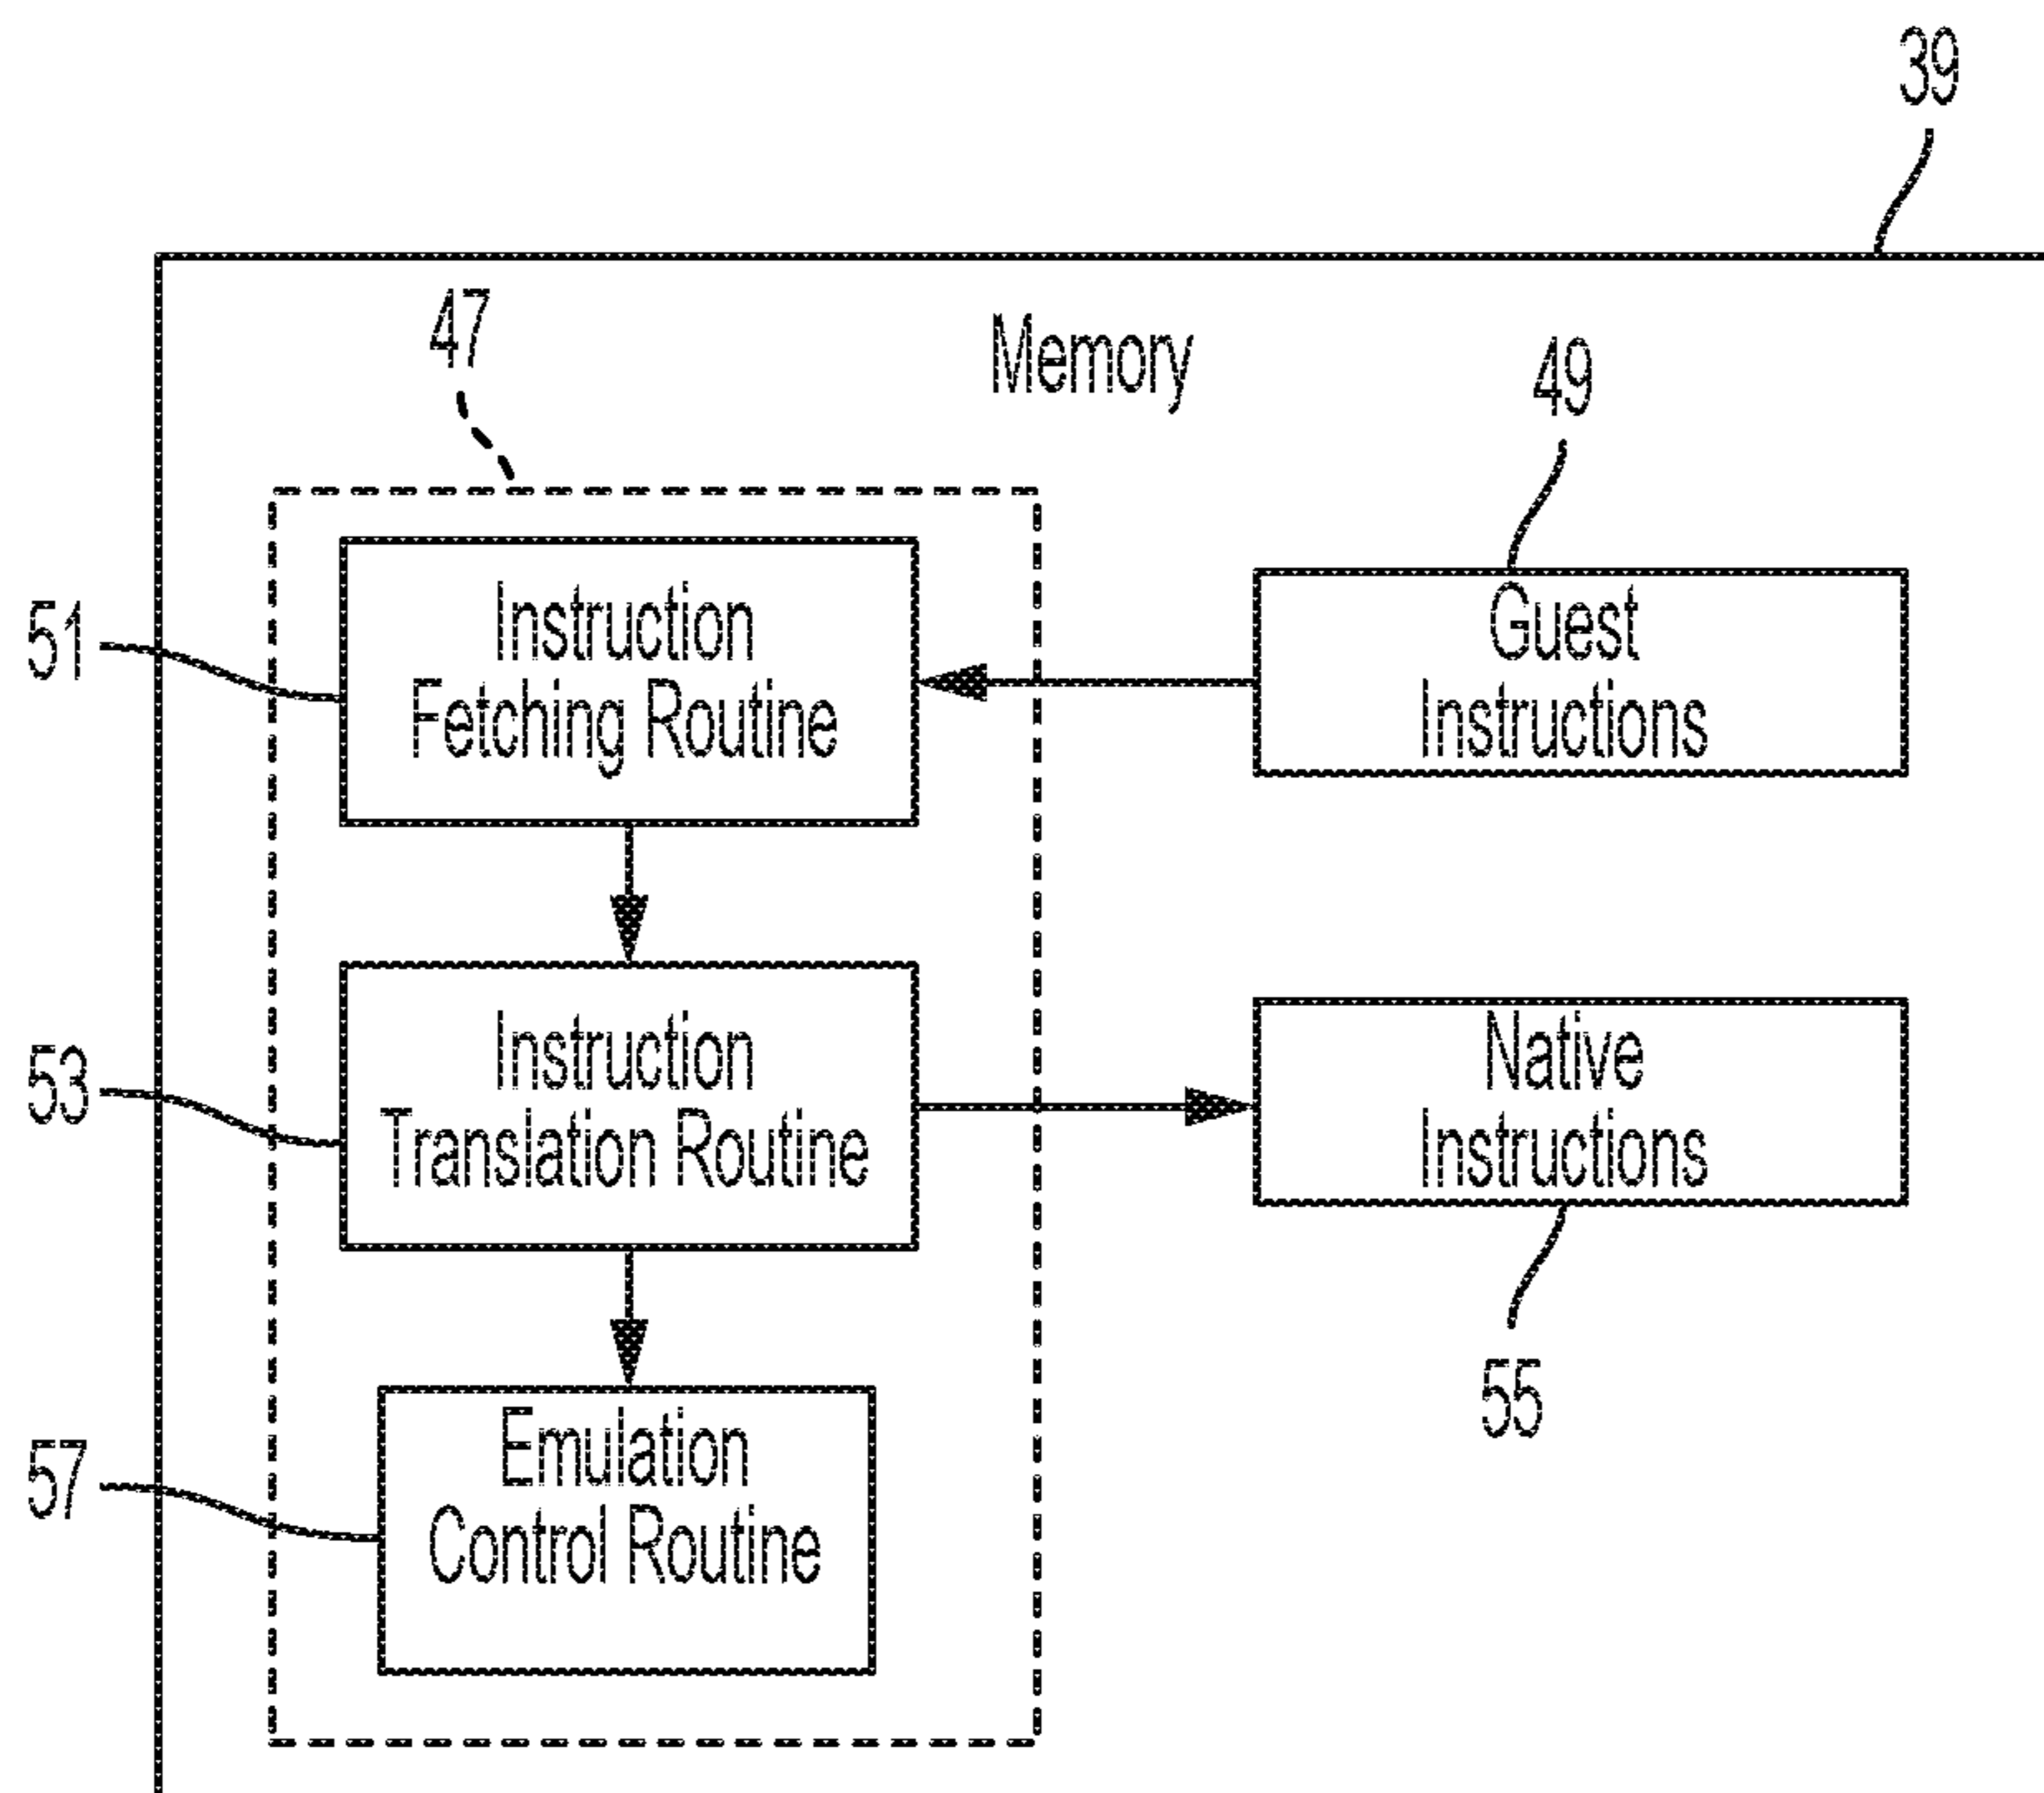 39
Memory
47
49
51
Instruction
Fetching Routine
Guest
Instructions
53
Instruction
Translation Routine
Native
Instructions
55
57
Emulation
Control Routine